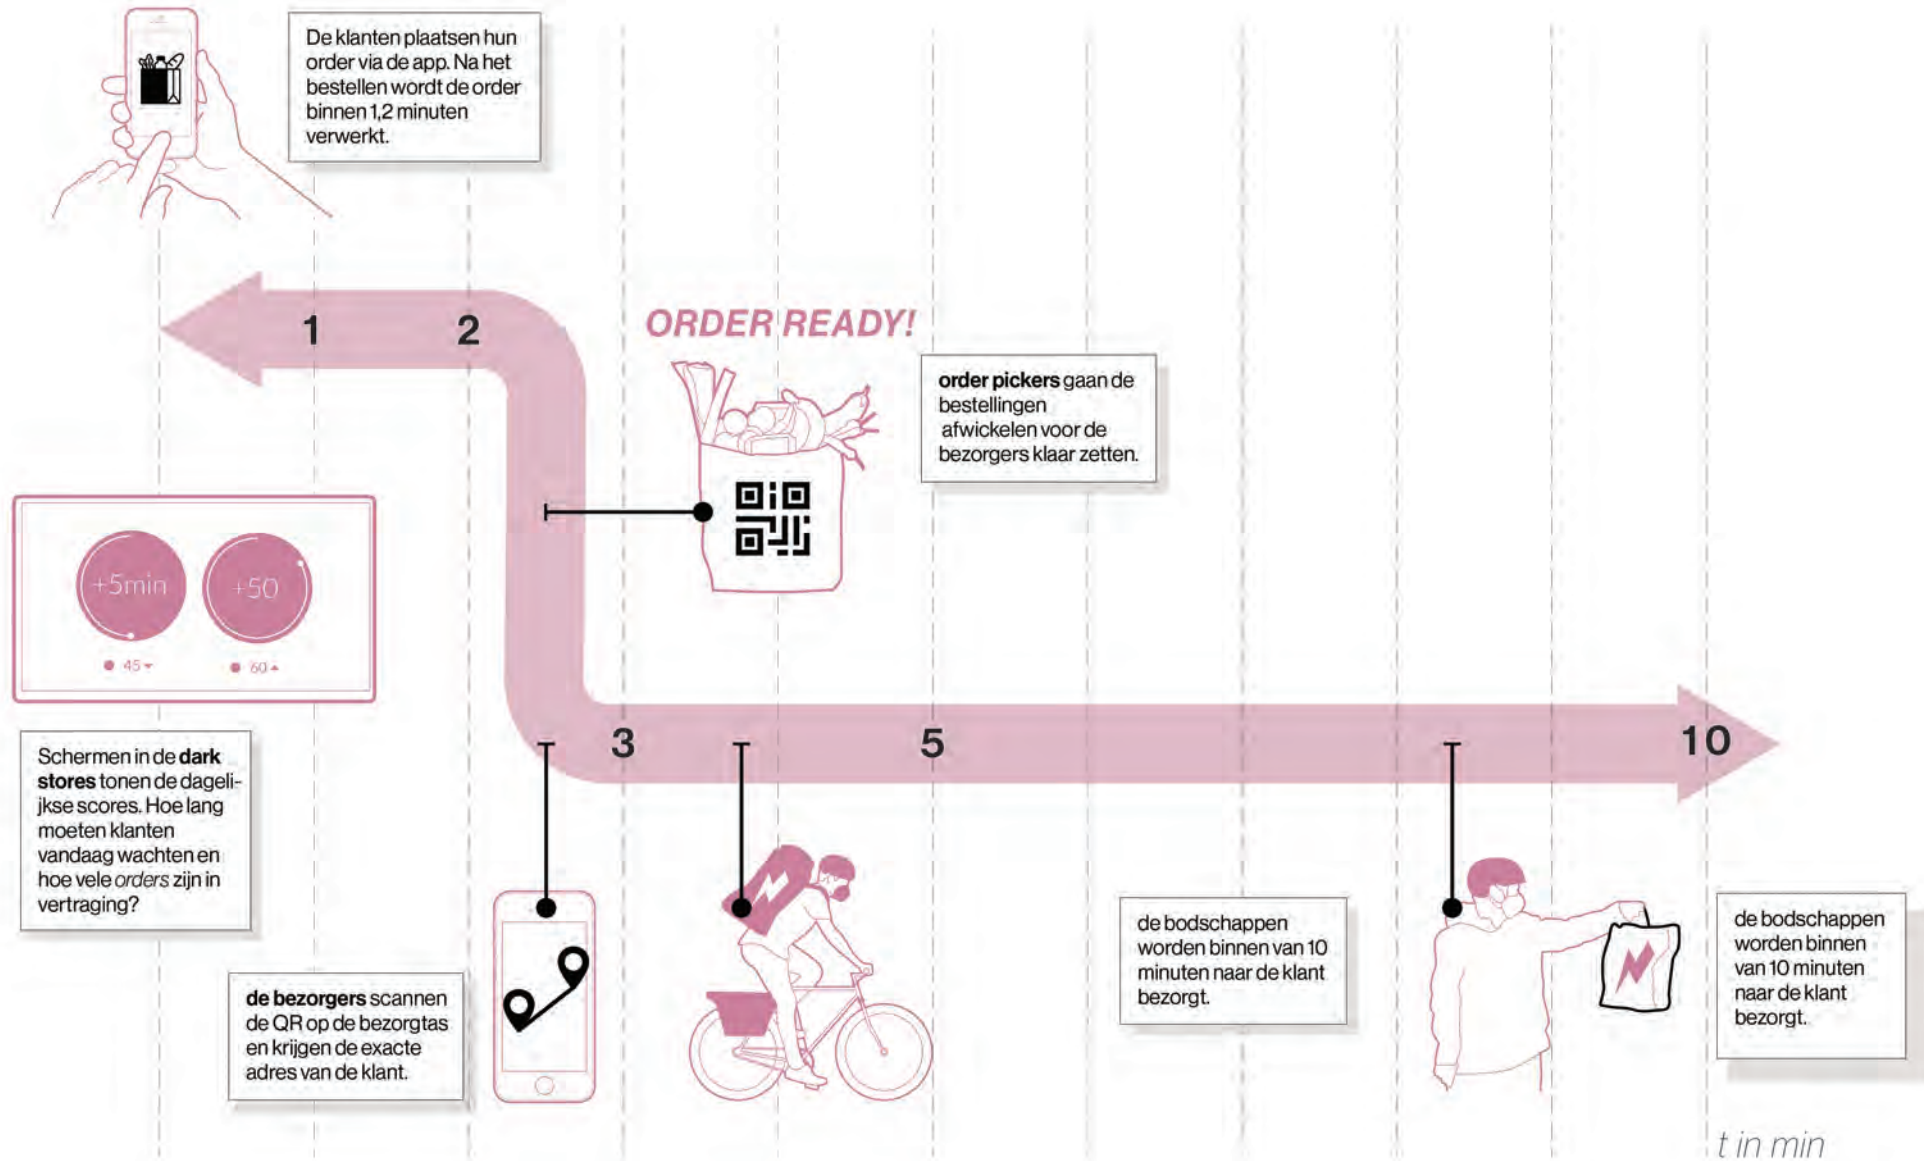 De klanten plaatsen hun
order via de app. Na het
bestellen wordt de order
binnen 1,2 minuten
verwerkt.
1
2
ORDER READY!
order pickers gaan de
bestellingen
afwickelen voor de
bezorgers klaar zetten.
+5min
+50
45
60
Schermen in de dark
stores tonen de dageli-
jkse scores. Hoe lang
moeten klanten
vandaag wachten en
hoe vele orders zijn in
vertraging?
3
5
10
de bezorgers scannen
de QR op de bezorgtas
en krijgen de exacte
adres van de klant.
de bodschappen
worden binnen van 10
minuten naar de klant
bezorgt.
de bodschappen
worden binnen
van 10 minuten
naar de klant
bezorgt.
t in min